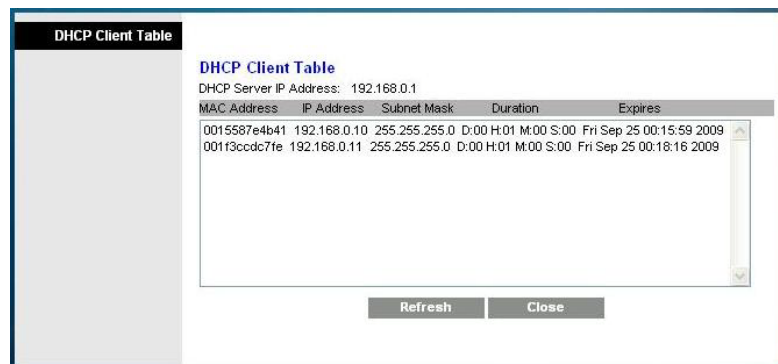 DHCP Client Table
DHCP Client Table
DHCP Server IP Address: 192.168.0.1
MAC Address IP Address Subnet Mask Duration Expires
0015587e4b41 192.168.0.10 255.255.255.0 D:00 H:01 M:00 S:00 Fri Sep 25 00:15:59 2009
001f3ccdc7fe 192.168.0.11 255.255.255.0 D:00 H:01 M:00 S:00 Fri Sep 25 00:18:16 2009
Refresh Close